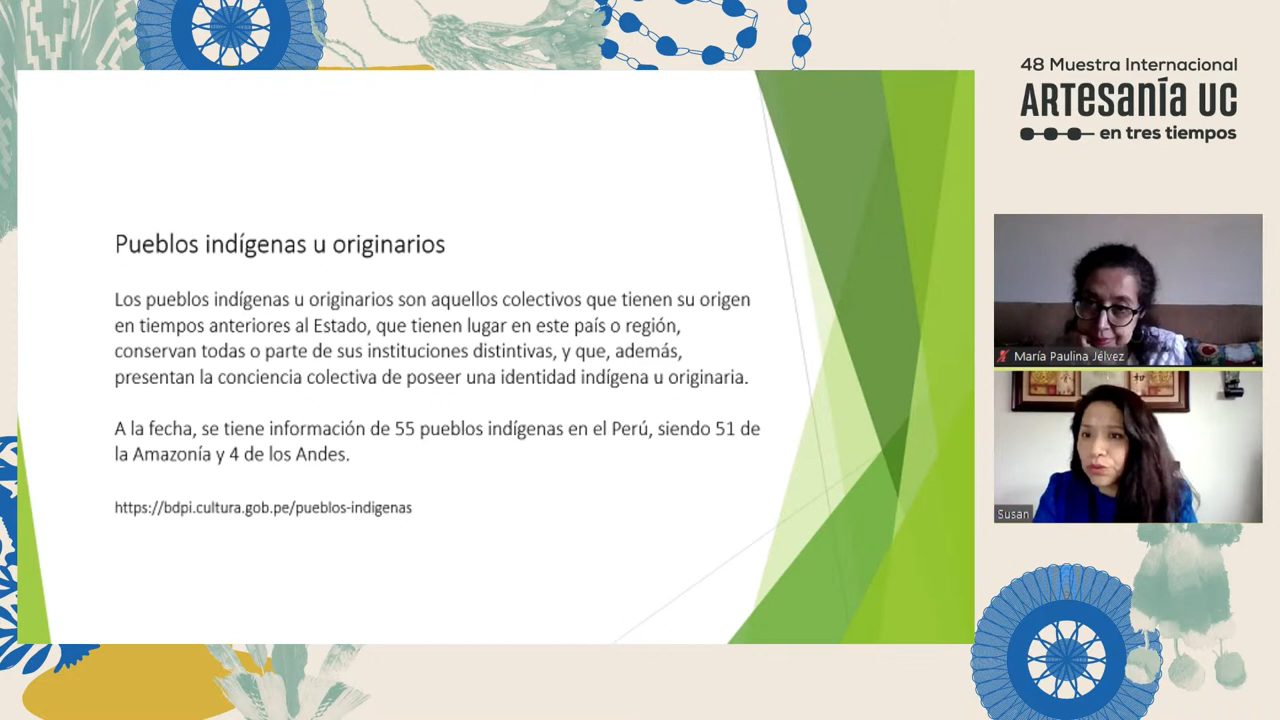 48 Muestra Internacional
ARTESANÍA UC
en tres tiempos
Pueblos indígenas u originarios
Los pueblos indígenas u originarios son aquellos colectivos que tienen su origen
en tiempos anteriores al Estado, que tienen lugar en este país o región,
conservan todas o parte de sus instituciones distintivas, y que, además,
presentan la conciencia colectiva de poseer una identidad indígena u originaria.
A la fecha, se tiene información de 55 pueblos indígenas en el Perú, siendo 51 de
la Amazonía y 4 de los Andes.
https://bdpi.cultura.gob.pe/pueblos-indigenas
María Paulina Jélvez
Susan